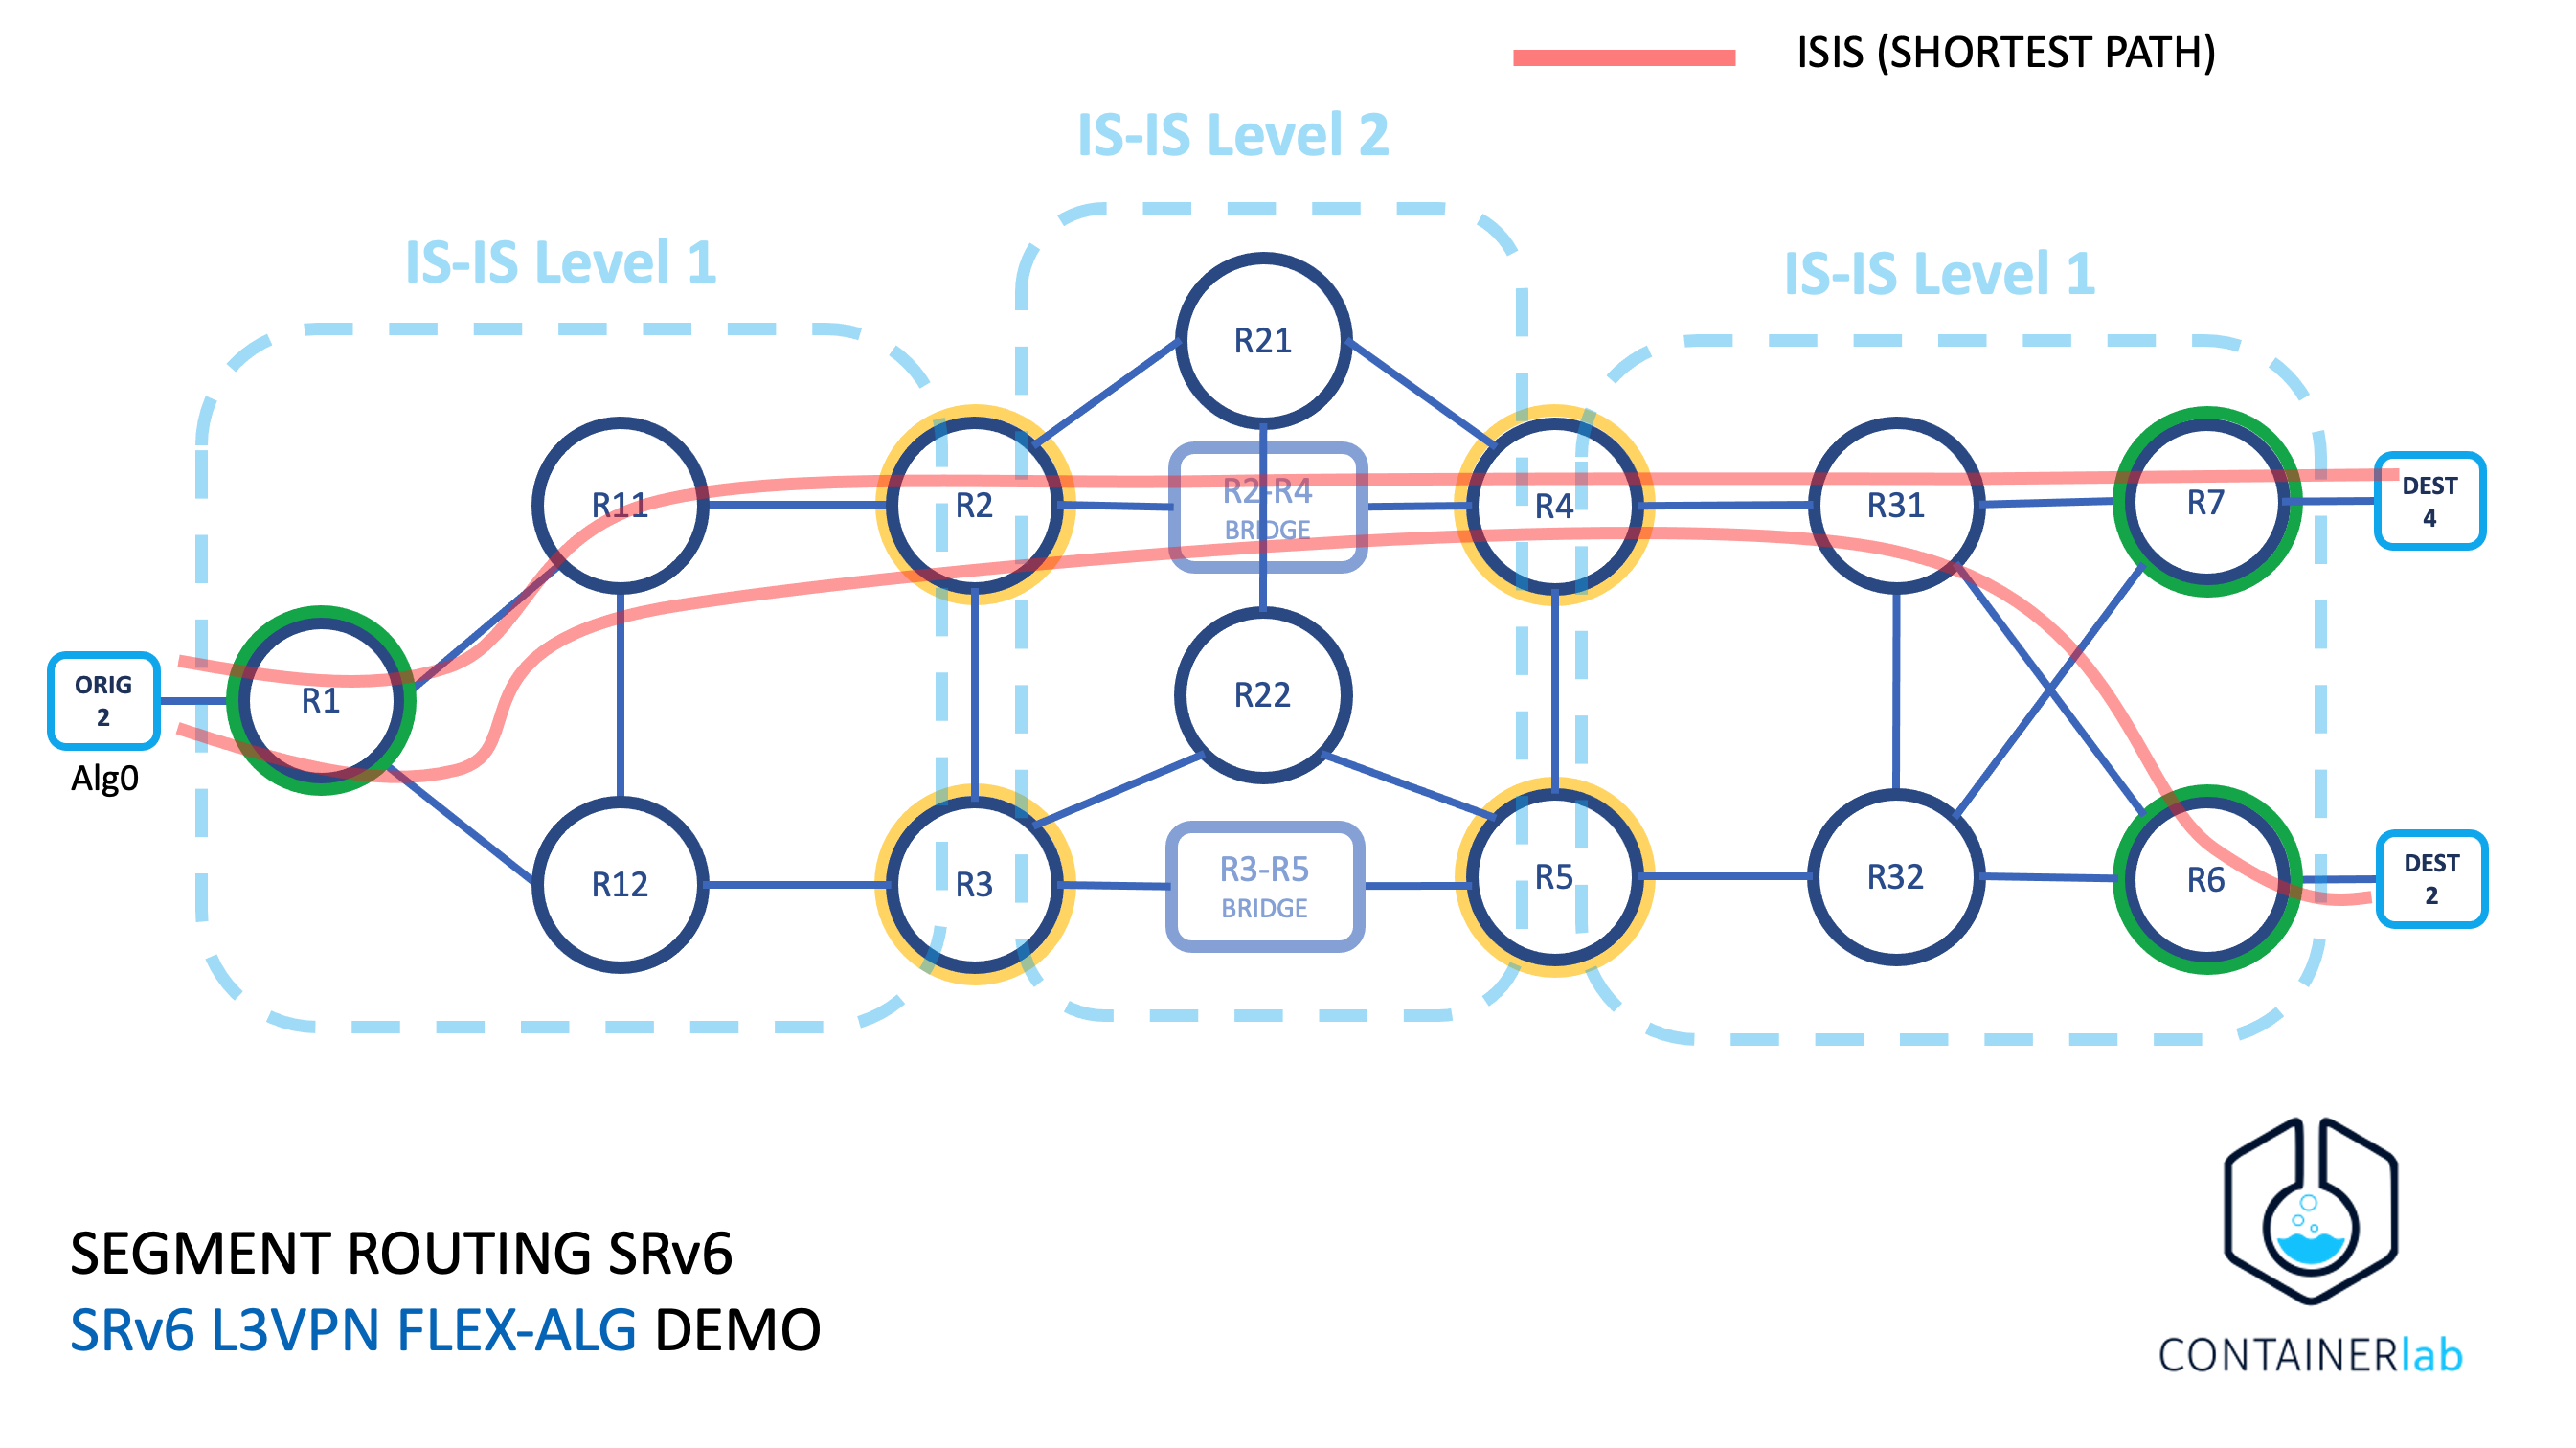 ISIS (SHORTEST PATH)
IS-IS Level 2
IS-IS Level 1
IS-IS Level 1
R21
R11
R2
R2-R4
BRIDGE
R4
R31
R7
DEST
4
ORIG
2
Alg0
R1
R22
R12
R3
R3-R5
BRIDGE
R5
R32
R6
DEST
2
SEGMENT ROUTING SRv6
SRv6 L3VPN FLEX-ALG DEMO
CONTAINERlab